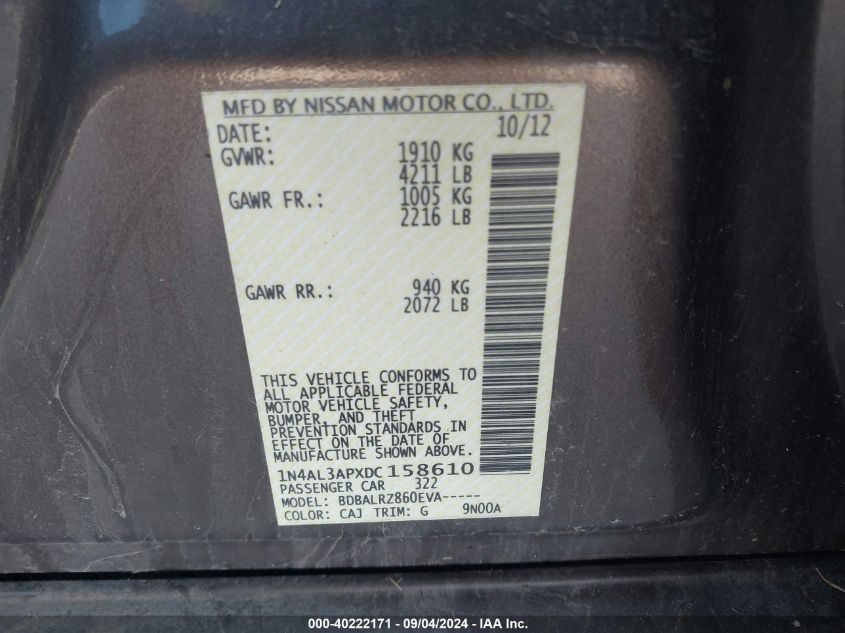 MFD BY NISSAN MOTOR CO., LTD.
DATE: 10/12
GVWR: 1910 KG
4211 LB
GAWR FR.: 1005 KG
2216 LB
GAWR RR.: 940 KG
2072 LB
THIS VEHICLE CONFORMS TO
ALL APPLICABLE FEDERAL
MOTOR VEHICLE SAFETY,
BUMPER, AND THEFT
PREVENTION STANDARDS IN
EFFECT ON THE DATE OF
MANUFACTURE SHOWN ABOVE.
1N4AL3APXDC158610
PASSENGER CAR 322
MODEL: BDBALRZ860EVA-----
COLOR: CAJ TRIM: G 9N00A
000-40222171 - 09/04/2024 - IAA Inc.